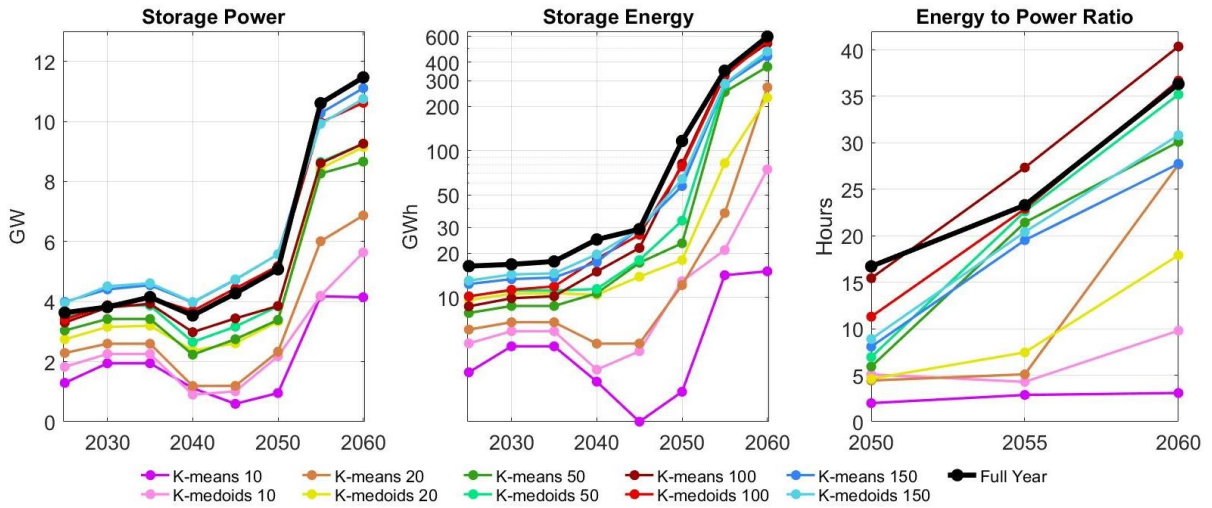 Storage Power
Storage Energy
Energy to Power Ratio
GW
12
10
8
6
4
2
0
2030
2040
2050
2060
GWh
600
400
300
200
100
50
30
20
10
2030
2040
2050
2060
Hours
40
35
30
25
20
15
10
5
0
2050
2055
2060
K-means 10
K-means 20
K-means 50
K-means 100
K-means 150
Full Year
K-medoids 10
K-medoids 20
K-medoids 50
K-medoids 100
K-medoids 150